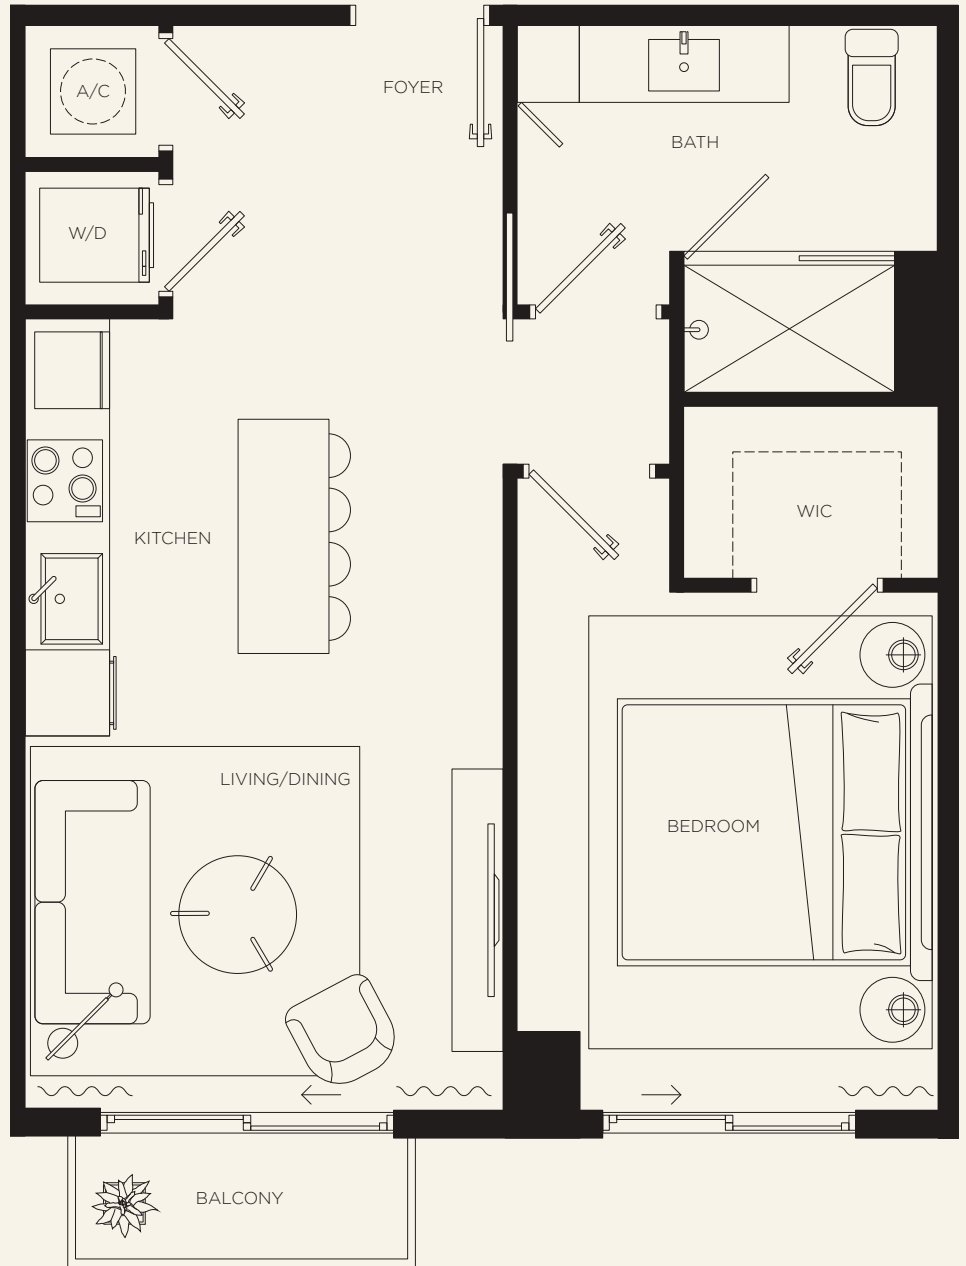 FOYER
A/C
BATH
W/D
WIC
KITCHEN
LIVING/DINING
BEDROOM
BALCONY